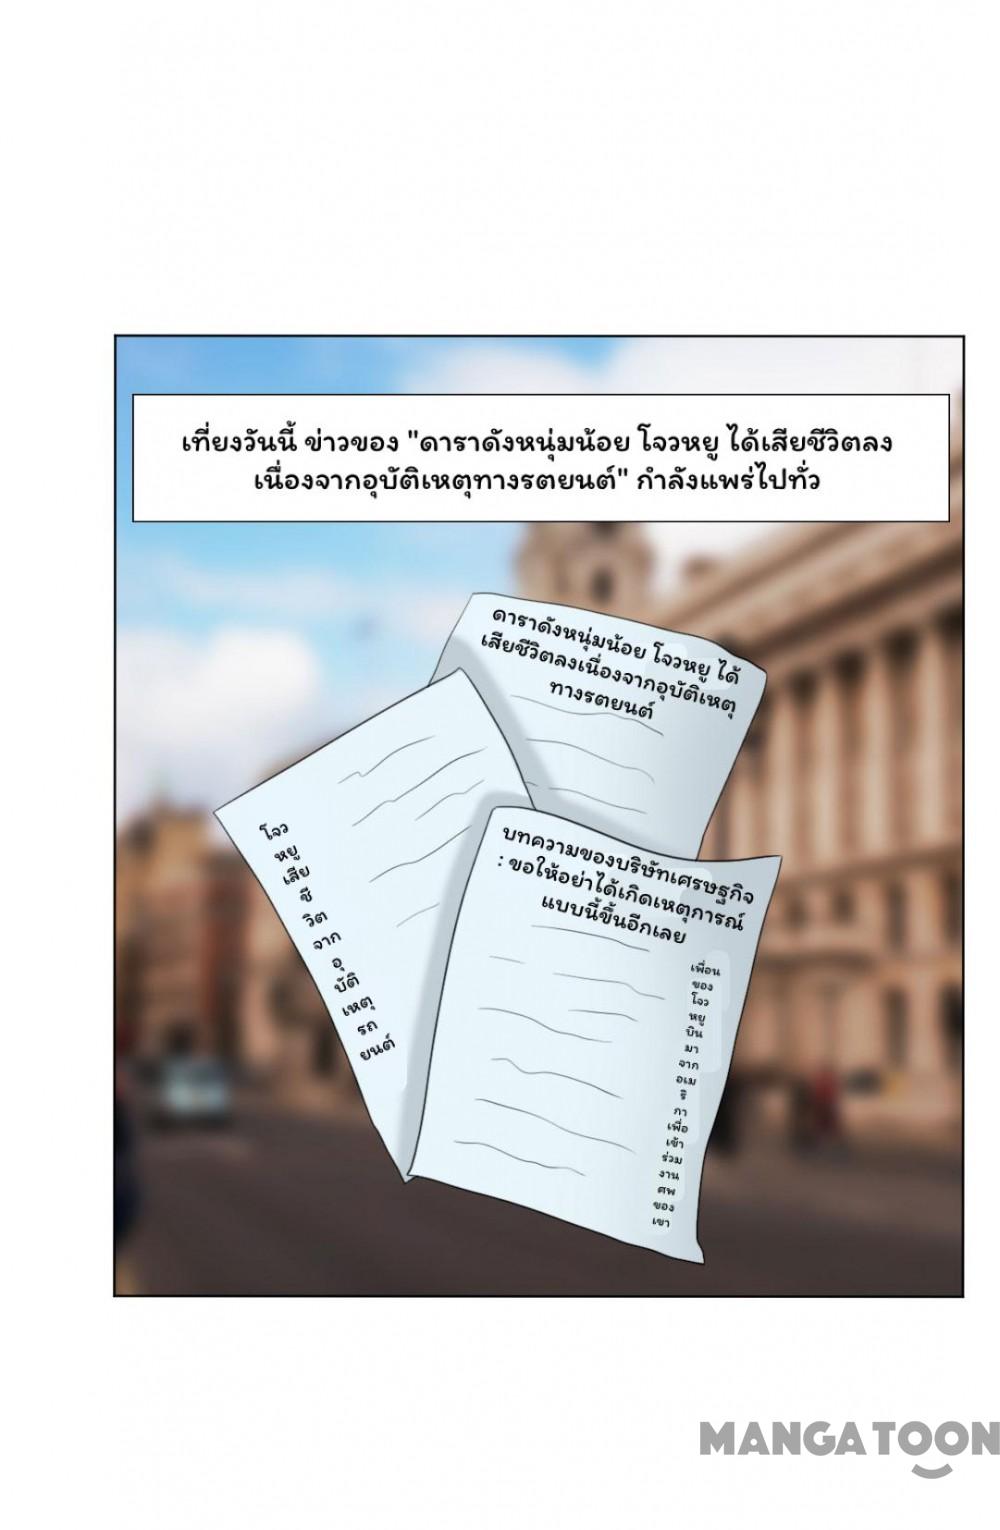 เที่ยงวันนี้ ข่าวของ "ดาราดังหนุ่มน้อย โจวหยู ได้เสียชีวิตลง
เนื่องจากอุบัติเหตุทางรตยนต์" กำลังแพร่ไปทั่ว
ดาราดังหนุ่มน้อย โจวหยู ได้
เสียชีวิตลงเนื่องจากอุบัติเหตุ
ทางรตยนต์
โจว
หยู
เสีย
ชี
วิต
จาก
อุ
บัติ
เหตุ
รถ
ยนต์
บทความของบริษัทเศรษฐกิจ
: ขอให้อย่าได้เกิดเหตุการณ์
แบบนี้ขึ้นอีกเลย
เพื่อน
ของ
โจว
หยู
บิน
มา
จาก
อเม
ริ
กา
เพื่อ
เข้า
ร่วม
งาน
ศพ
ของ
เขา
MANGATOON